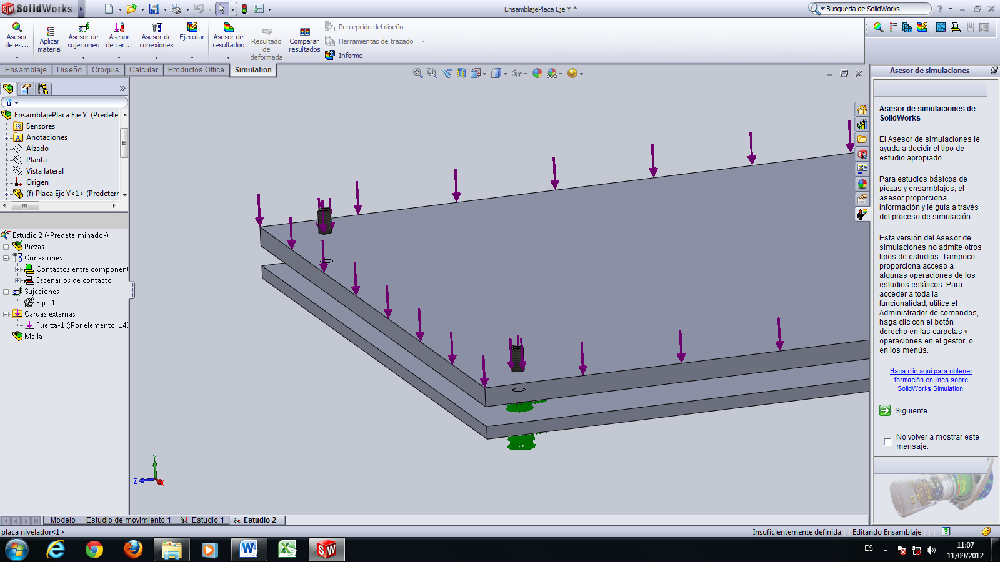 SolidWorks
EnsamblajePlaca Eje Y *
Búsqueda de SolidWorks
Asesor
de es...
Aplicar
material
Asesor de
sujeciones
Asesor
de car...
Asesor de
conexiones
Ejecutar
Asesor de
resultados
Resultado
de
deformada
Comparar
resultados
Percepción del diseño
Herramientas de trazado
Informe
Ensamblaje
Diseño
Croquis
Calcular
Productos Office
Simulation
EnsamblajePlaca Eje Y (Predeter
Sensores
Anotaciones
Alzado
Planta
Vista lateral
Origen
(f) Placa Eje Y<1> (Predeterr
Estudio 2 (-Predeterminado-)
Piezas
Conexiones
Contactos entre component
Escenarios de contacto
Sujeciones
Fijo-1
Cargas externas
Fuerza-1 (:Por elemento: 140
Malla
Y
Z
X
Asesor de simulaciones
Asesor de simulaciones de
SolidWorks
El Asesor de simulaciones le
ayuda a decidir el tipo de
estudio apropiado.
Para estudios básicos de
piezas y ensamblajes, el
asesor proporciona
información y le guía a través
del proceso de simulación.
Esta versión del Asesor de
simulaciones no admite otros
tipos de estudios. Tampoco
proporciona acceso a
algunas operaciones de los
estudios estáticos. Para
acceder a toda la
funcionalidad, utilice el
Administrador de comandos,
haga clic con el botón
derecho en las carpetas y
operaciones en el gestor, o
en los menús.
Haga clic aquí para obtener
formación en línea sobre
SolidWorks Simulation.
Siguiente
No volver a mostrar este
mensaje.
Modelo
Estudio de movimiento 1
Estudio 1
Estudio 2
placa nivelador<1>
Insuficientemente definida
Editando Ensamblaje
ES
11:07
11/09/2012